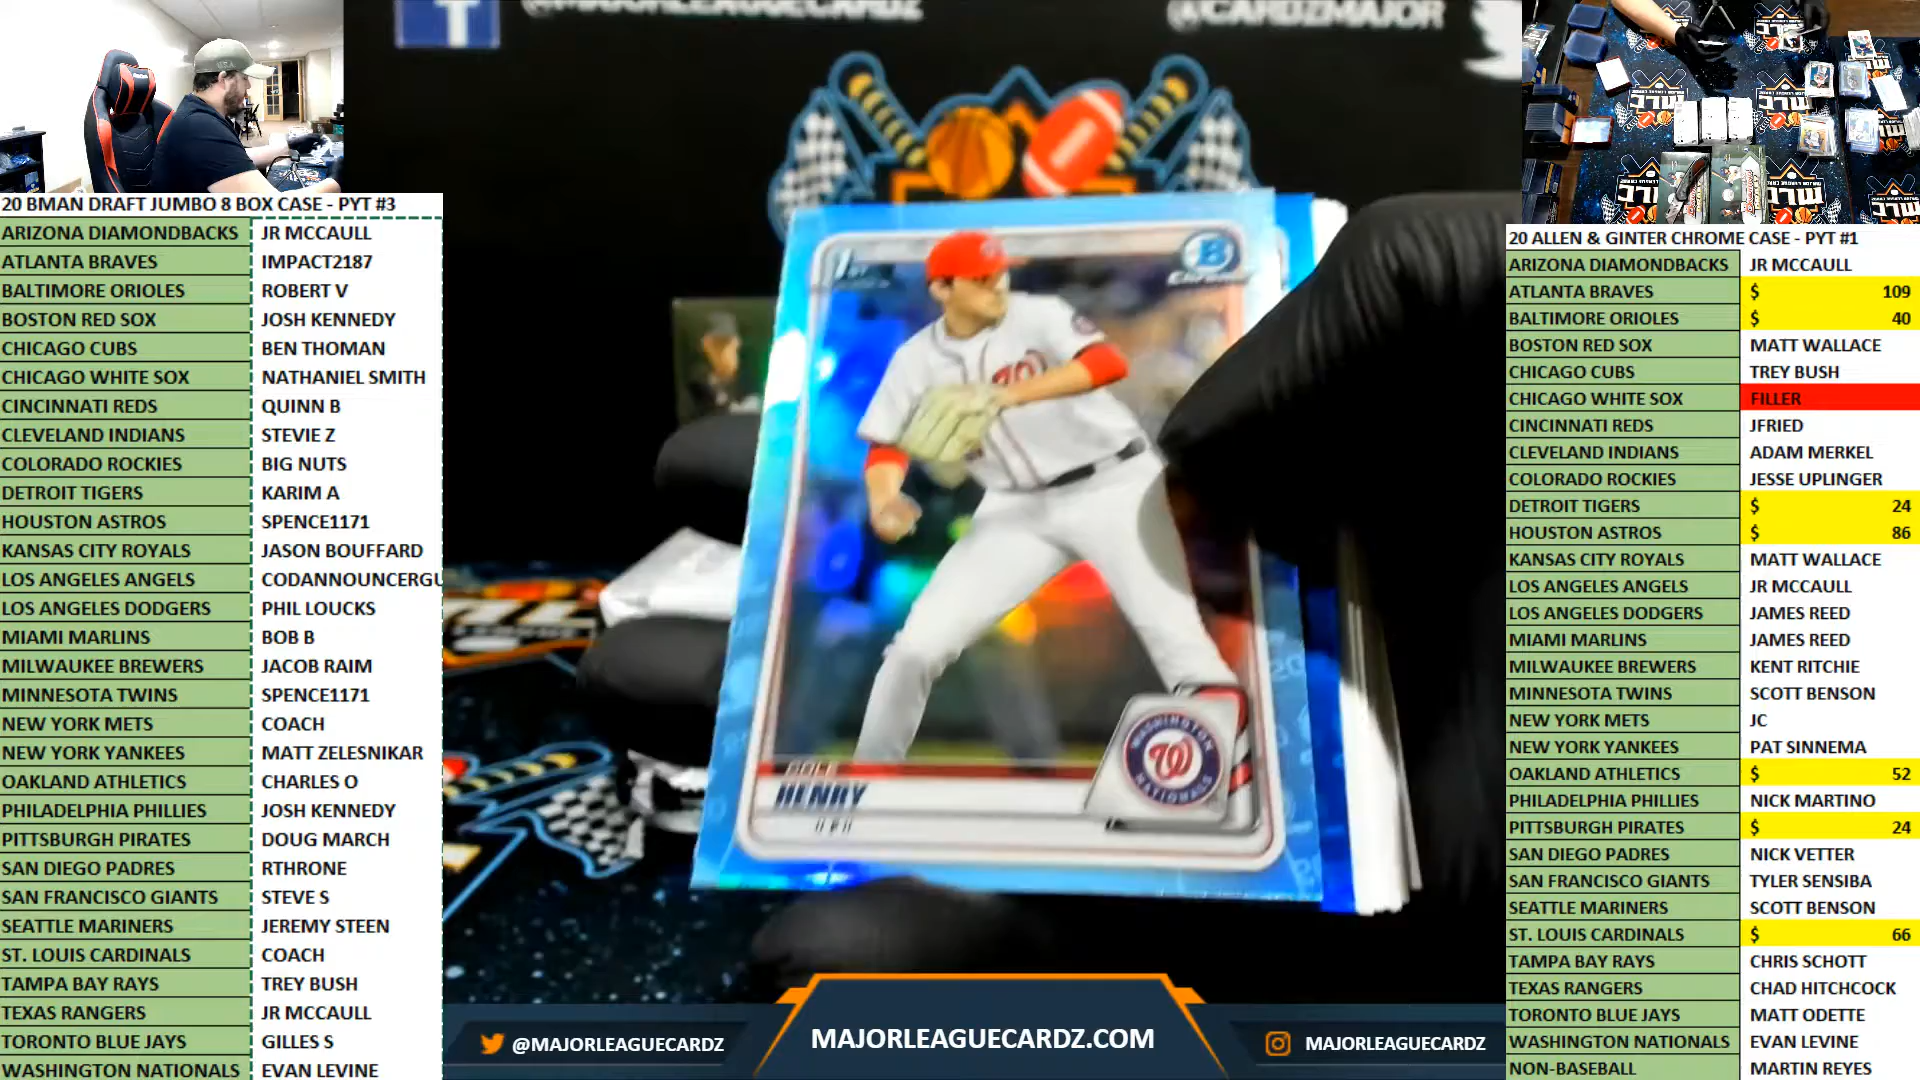 @MAJORLEAGUECARDZ
@CARDZMAJOR
20 BMAN DRAFT JUMBO 8 BOX CASE - PYT #3
ARIZONA DIAMONDBACKS JR MCCAULL
ATLANTA BRAVES IMPACT2187
BALTIMORE ORIOLES ROBERT V
BOSTON RED SOX JOSH KENNEDY
CHICAGO CUBS BEN THOMAN
CHICAGO WHITE SOX NATHANIEL SMITH
CINCINNATI REDS QUINN B
CLEVELAND INDIANS STEVIE Z
COLORADO ROCKIES BIG NUTS
DETROIT TIGERS KARIM A
HOUSTON ASTROS SPENCE1171
KANSAS CITY ROYALS JASON BOUFFARD
LOS ANGELES ANGELS CODANNOUNCERGU
LOS ANGELES DODGERS PHIL LOUCKS
MIAMI MARLINS BOB B
MILWAUKEE BREWERS JACOB RAIM
MINNESOTA TWINS SPENCE1171
NEW YORK METS COACH
NEW YORK YANKEES MATT ZELESNIKAR
OAKLAND ATHLETICS CHARLES O
PHILADELPHIA PHILLIES JOSH KENNEDY
PITTSBURGH PIRATES DOUG MARCH
SAN DIEGO PADRES RTHRONE
SAN FRANCISCO GIANTS STEVE S
SEATTLE MARINERS JEREMY STEEN
ST. LOUIS CARDINALS COACH
TAMPA BAY RAYS TREY BUSH
TEXAS RANGERS JR MCCAULL
TORONTO BLUE JAYS GILLES S
WASHINGTON NATIONALS EVAN LEVINE
1ST
B
CHROME
COLE
HENRY
WASHINGTON
W
NATIONALS
@MAJORLEAGUECARDZ
MAJORLEAGUECARDZ.COM
MAJORLEAGUECARDZ
20 ALLEN & GINTER CHROME CASE - PYT #1
ARIZONA DIAMONDBACKS JR MCCAULL
ATLANTA BRAVES $ 109
BALTIMORE ORIOLES $ 40
BOSTON RED SOX MATT WALLACE
CHICAGO CUBS TREY BUSH
CHICAGO WHITE SOX FILLER
CINCINNATI REDS JFRIED
CLEVELAND INDIANS ADAM MERKEL
COLORADO ROCKIES JESSE UPLINGER
DETROIT TIGERS $ 24
HOUSTON ASTROS $ 86
KANSAS CITY ROYALS MATT WALLACE
LOS ANGELES ANGELS JR MCCAULL
LOS ANGELES DODGERS JAMES REED
MIAMI MARLINS JAMES REED
MILWAUKEE BREWERS KENT RITCHIE
MINNESOTA TWINS SCOTT BENSON
NEW YORK METS JC
NEW YORK YANKEES PAT SINNEMA
OAKLAND ATHLETICS $ 52
PHILADELPHIA PHILLIES NICK MARTINO
PITTSBURGH PIRATES $ 24
SAN DIEGO PADRES NICK VETTER
SAN FRANCISCO GIANTS TYLER SENSIBA
SEATTLE MARINERS SCOTT BENSON
ST. LOUIS CARDINALS $ 66
TAMPA BAY RAYS CHRIS SCHOTT
TEXAS RANGERS CHAD HITCHCOCK
TORONTO BLUE JAYS MATT ODETTE
WASHINGTON NATIONALS EVAN LEVINE
NON-BASEBALL MARTIN REYES